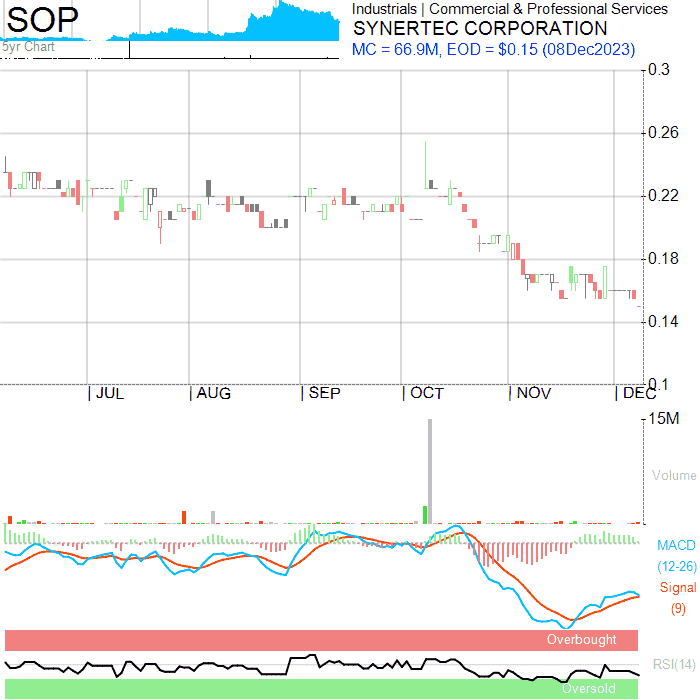 SOP
5yr Chart
Industrials | Commercial & Professional Services
SYNERTEC CORPORATION
MC = 66.9M, EOD = $0.15 (08Dec2023)
0.3
0.26
0.22
0.18
0.14
0.1
JUL
AUG
SEP
OCT
NOV
DEC
15M
Volume
MACD
(12-26)
Signal
(9)
Overbought
RSI(14)
Oversold